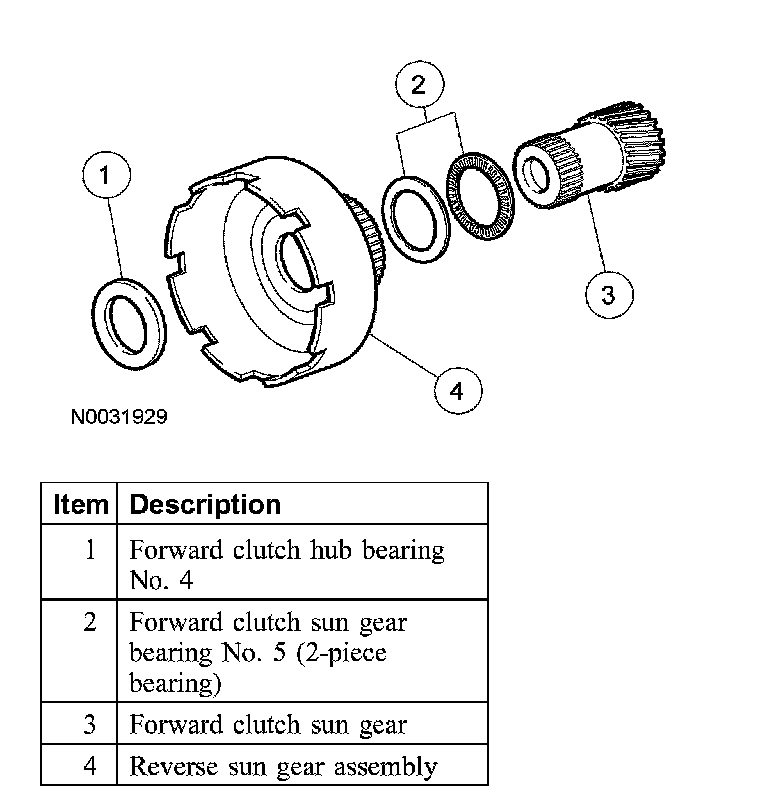 2
1
3
4
N0031929
Item Description
1 Forward clutch hub bearing
No. 4
2 Forward clutch sun gear
bearing No. 5 (2-piece
bearing)
3 Forward clutch sun gear
4 Reverse sun gear assembly